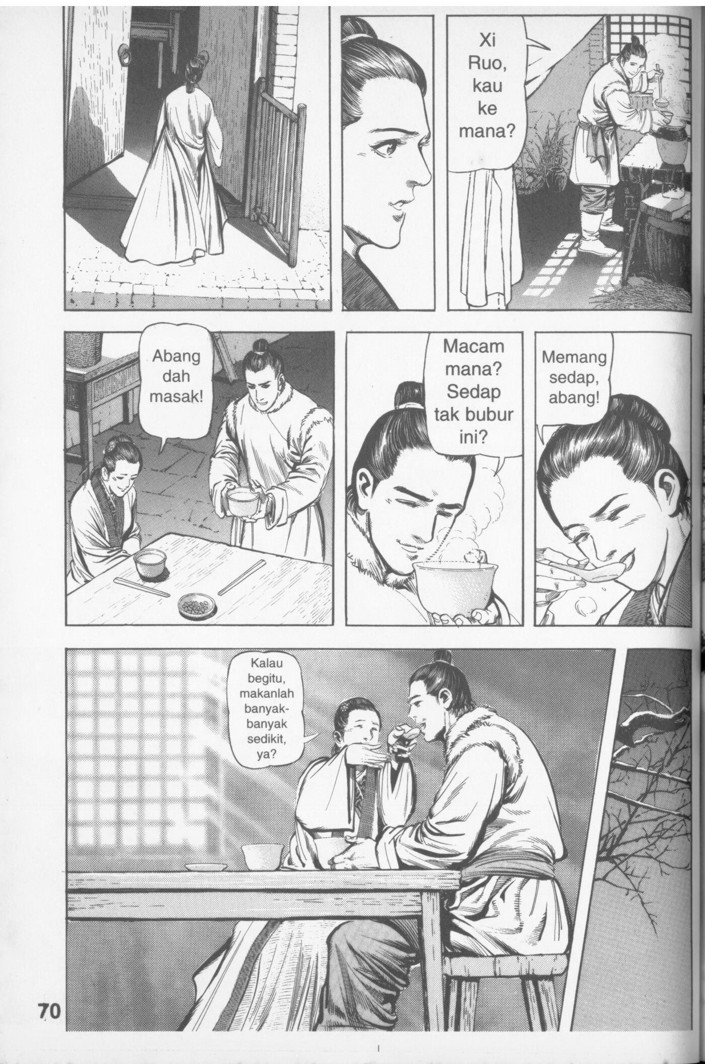 Xi
Ruo,
kau
ke
mana?
Abang
dah
masak!
Macam
mana?
Sedap
tak bubur
ini?
Memang
sedap,
abang!
Kalau
begitu,
makanlah
banyak-
banyak
sedikit,
ya?
70